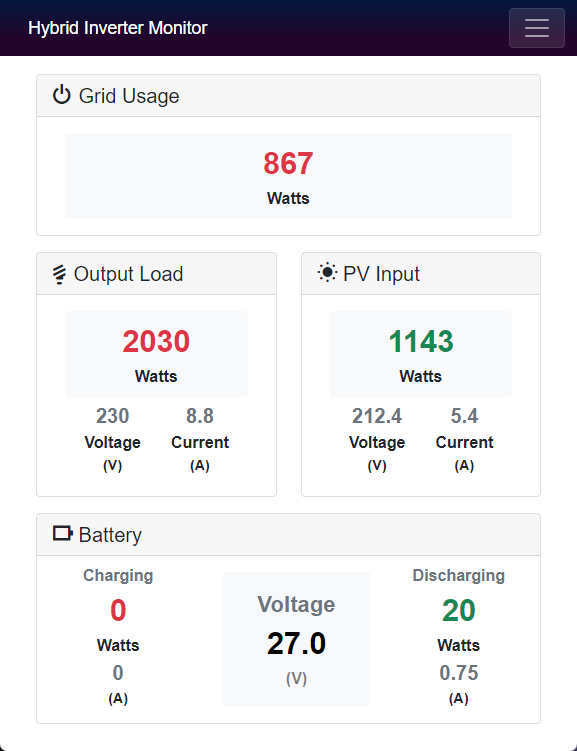 Hybrid Inverter Monitor
Grid Usage
867
Watts
Output Load
2030
Watts
230 8.8
Voltage Current
(V) (A)
PV Input
1143
Watts
212.4 5.4
Voltage Current
(V) (A)
Battery
Charging
0
Watts
0
(A)
Voltage
27.0
(V)
Discharging
20
Watts
0.75
(A)